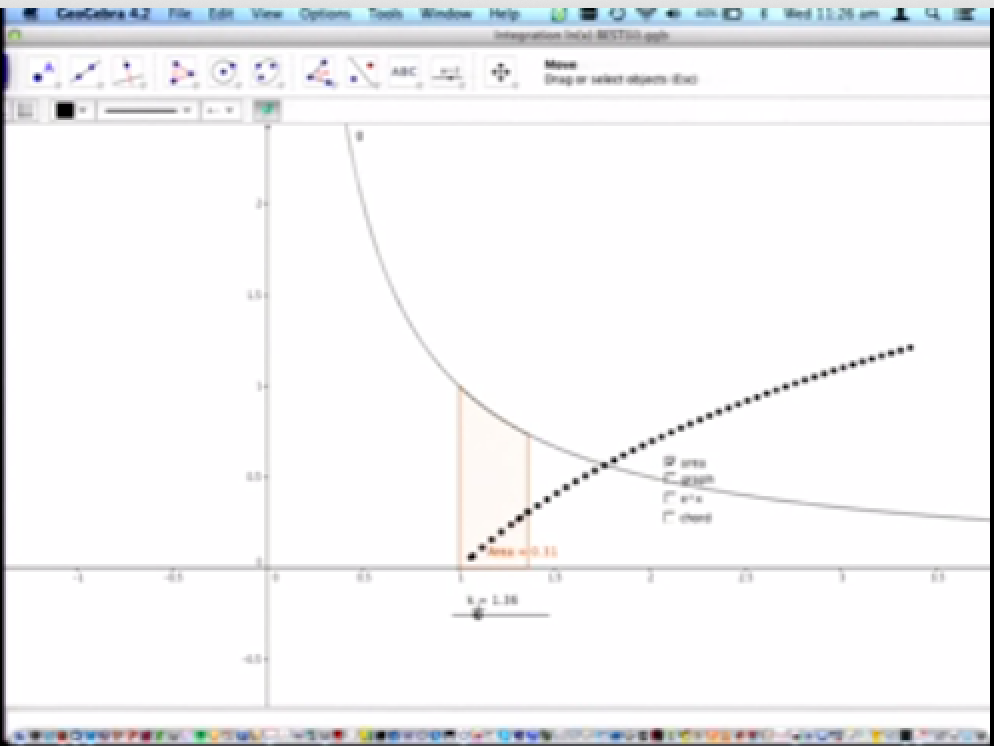 GeoGebra 4.2 File Edit View Options Tools Window Help Wed 11:26 am
Integration ln(x) BEST(1).ggb
ABC
Move
Drag or select objects (Esc)
g
2
1.5
1
0.5
0
-1 -0.5 0 0.5 1 1.5 2 2.5 3 3.5
-0.5
area
graph
e^x
chord
Area = 0.31
k = 1.36